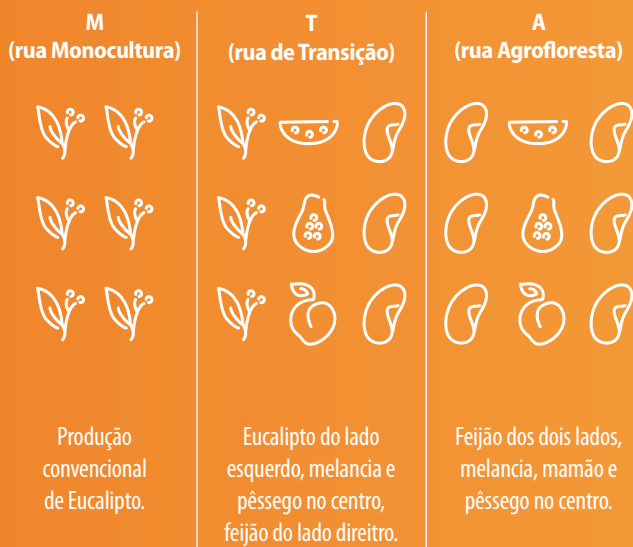 M
(rua Monocultura)
T
(rua de Transição)
A
(rua Agrofloresta)
Produção
convencional
de Eucalipto.
Eucalipto do lado
esquerdo, melancia e
pêssego no centro,
feijão do lado direitro.
Feijão dos dois lados,
melancia, mamão e
pêssego no centro.